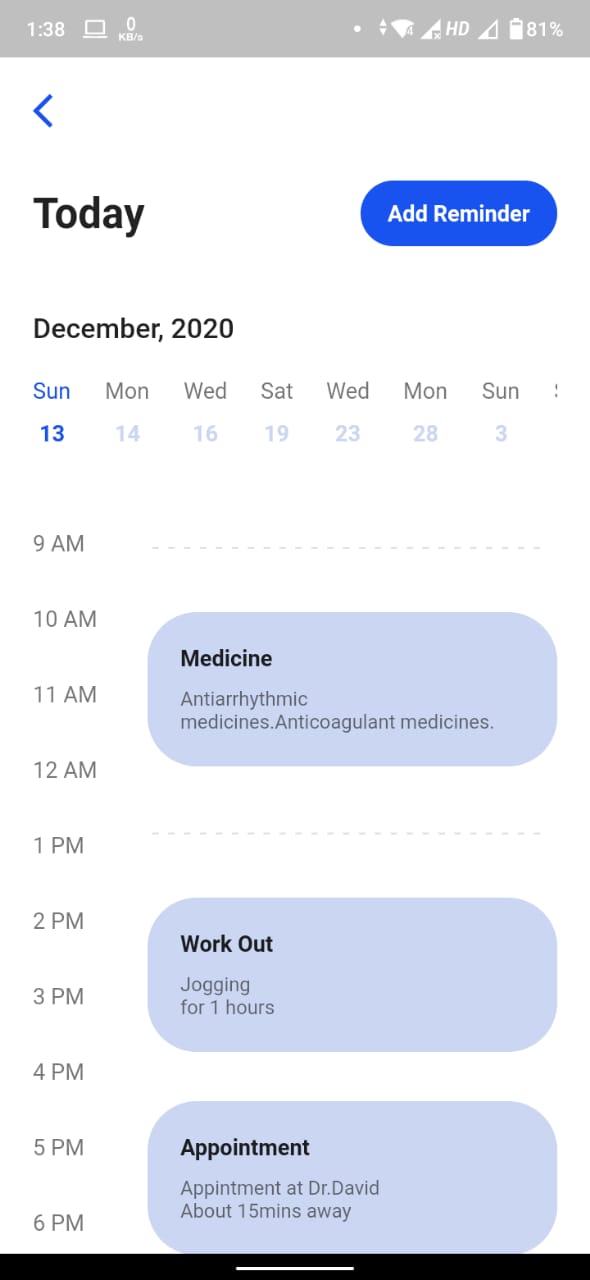 1:38 0 KB/s 4 HD 81%
Today
Add Reminder
December, 2020
Sun Mon Wed Sat Wed Mon Sun
13 14 16 19 23 28 3
9 AM
10 AM
Medicine
11 AM
Antiarrhythmic
medicines.Anticoagulant medicines.
12 AM
1 PM
2 PM
Work Out
3 PM
Jogging
for 1 hours
4 PM
5 PM
Appointment
Appintment at Dr.David
About 15mins away
6 PM